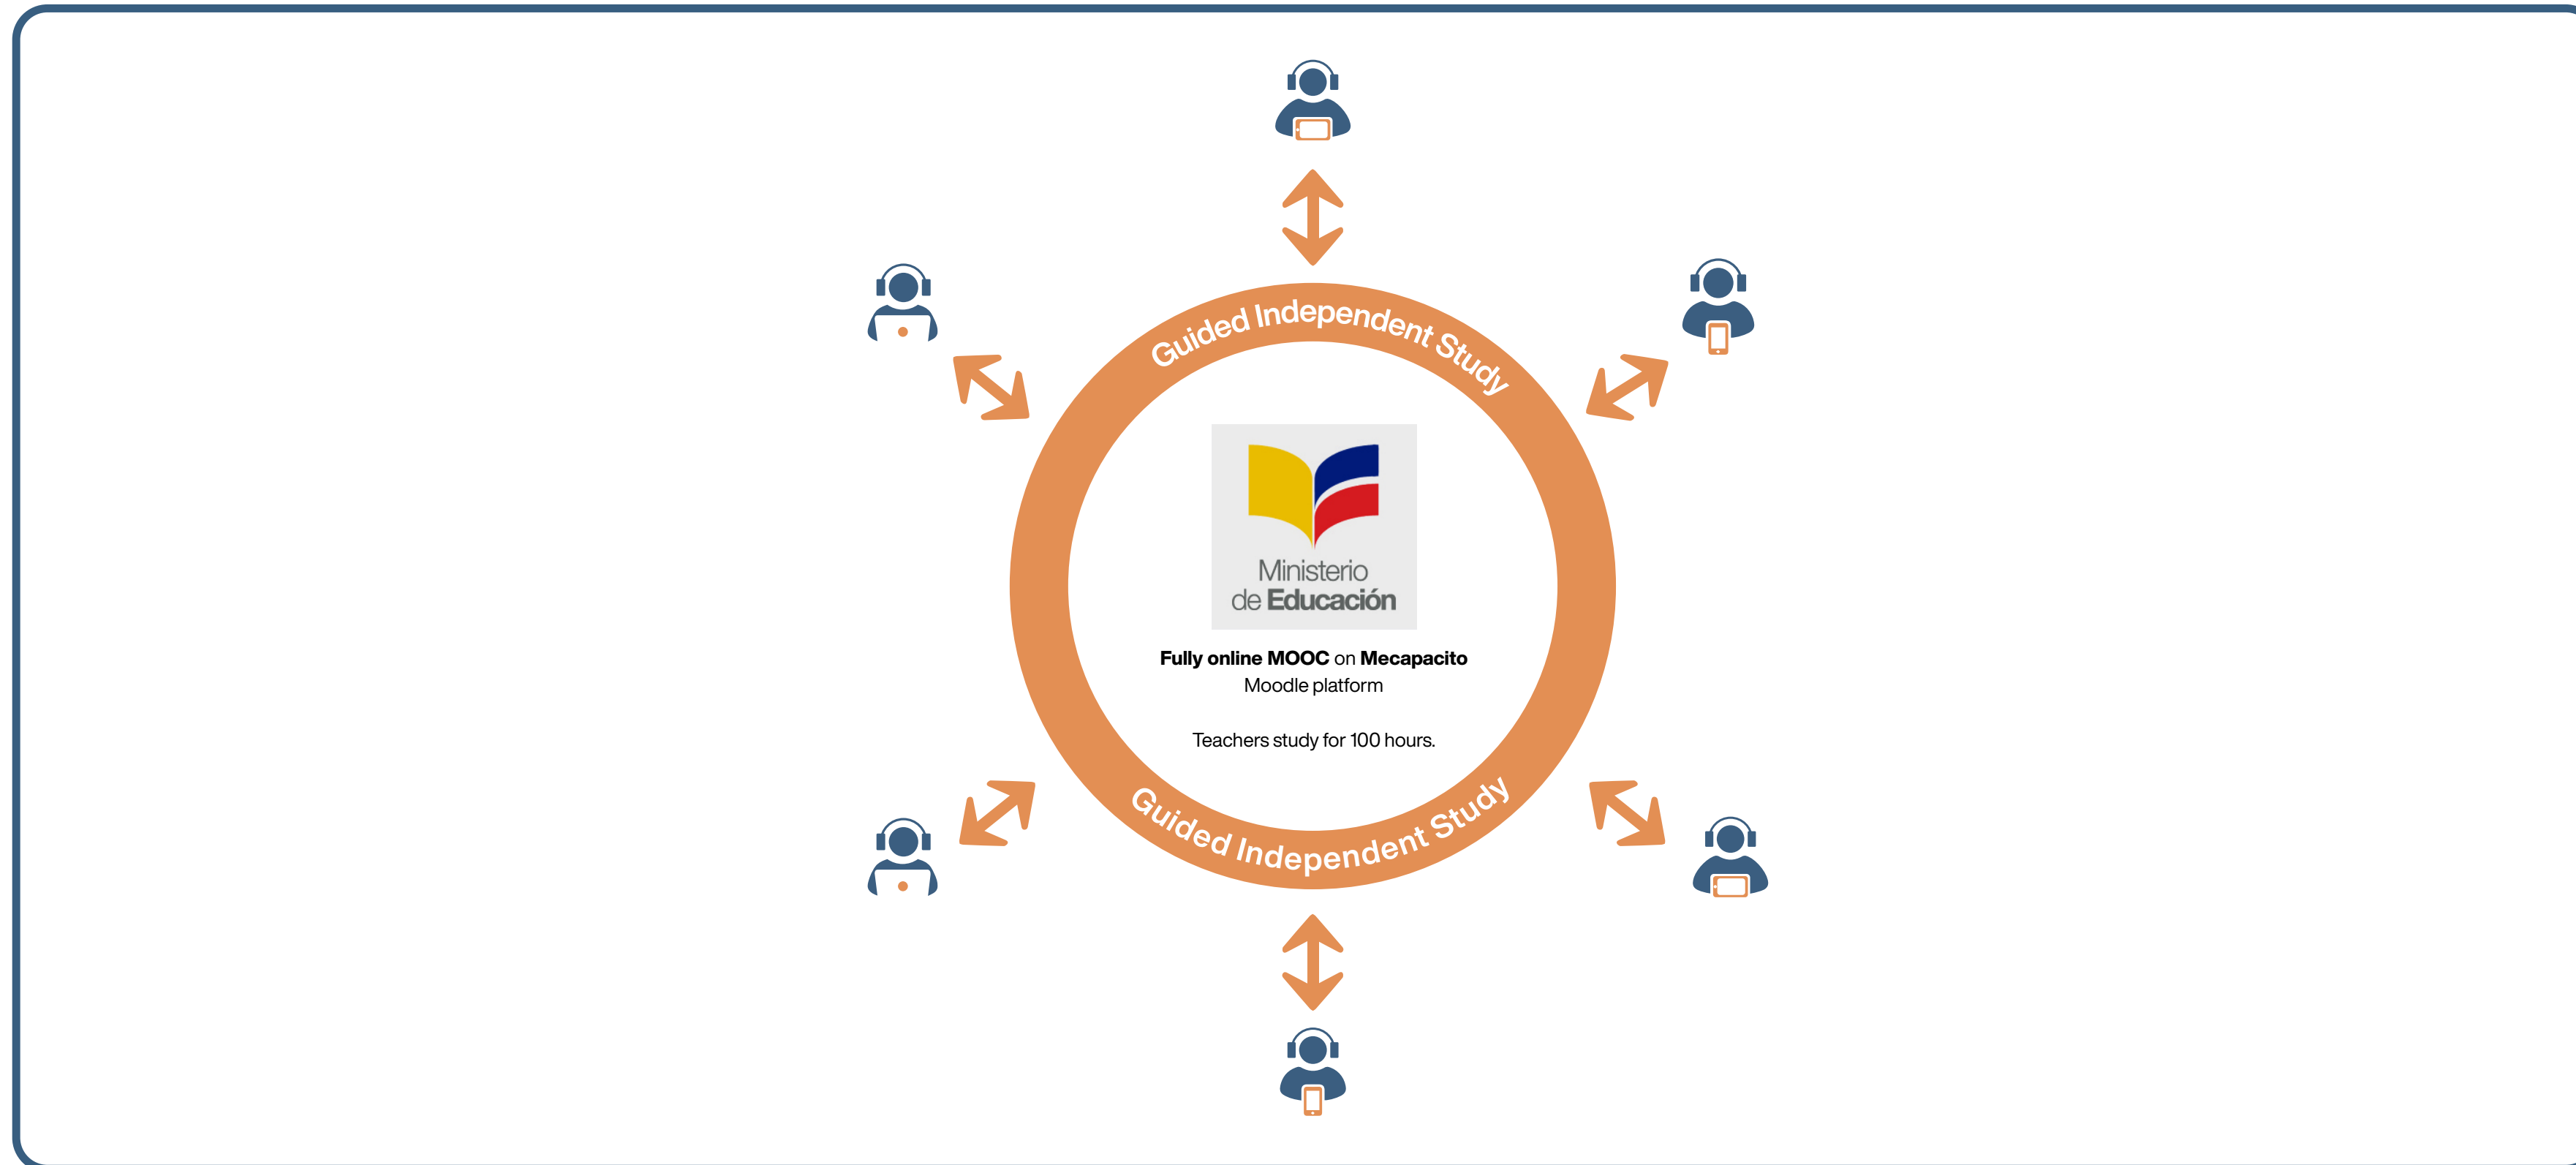 Guided Independent Study
Ministerio
de Educación
Fully online MOOC on Mecapacito
Moodle platform
Teachers study for 100 hours.
Guided Independent Study